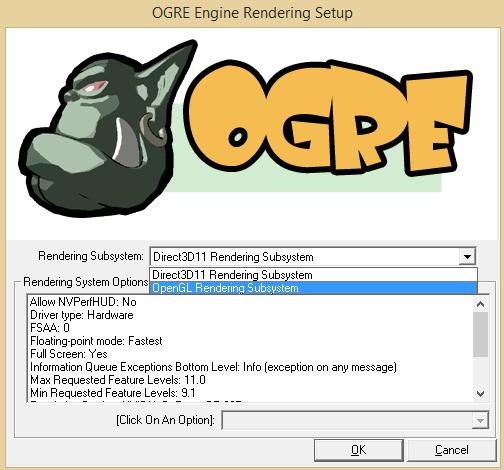 OGRE Engine Rendering Setup
OGRE
Rendering Subsystem: Direct3D11 Rendering Subsystem
Direct3D11 Rendering Subsystem
OpenGL Rendering Subsystem
Rendering System Options
Allow NVPerfHUD: No
Driver type: Hardware
FSAA: 0
Floating-point mode: Fastest
Full Screen: Yes
Information Queue Exceptions Bottom Level: Info (exception on any message)
Max Requested Feature Levels: 11.0
Min Requested Feature Levels: 9.1
[Click On An Option]:
OK
Cancel